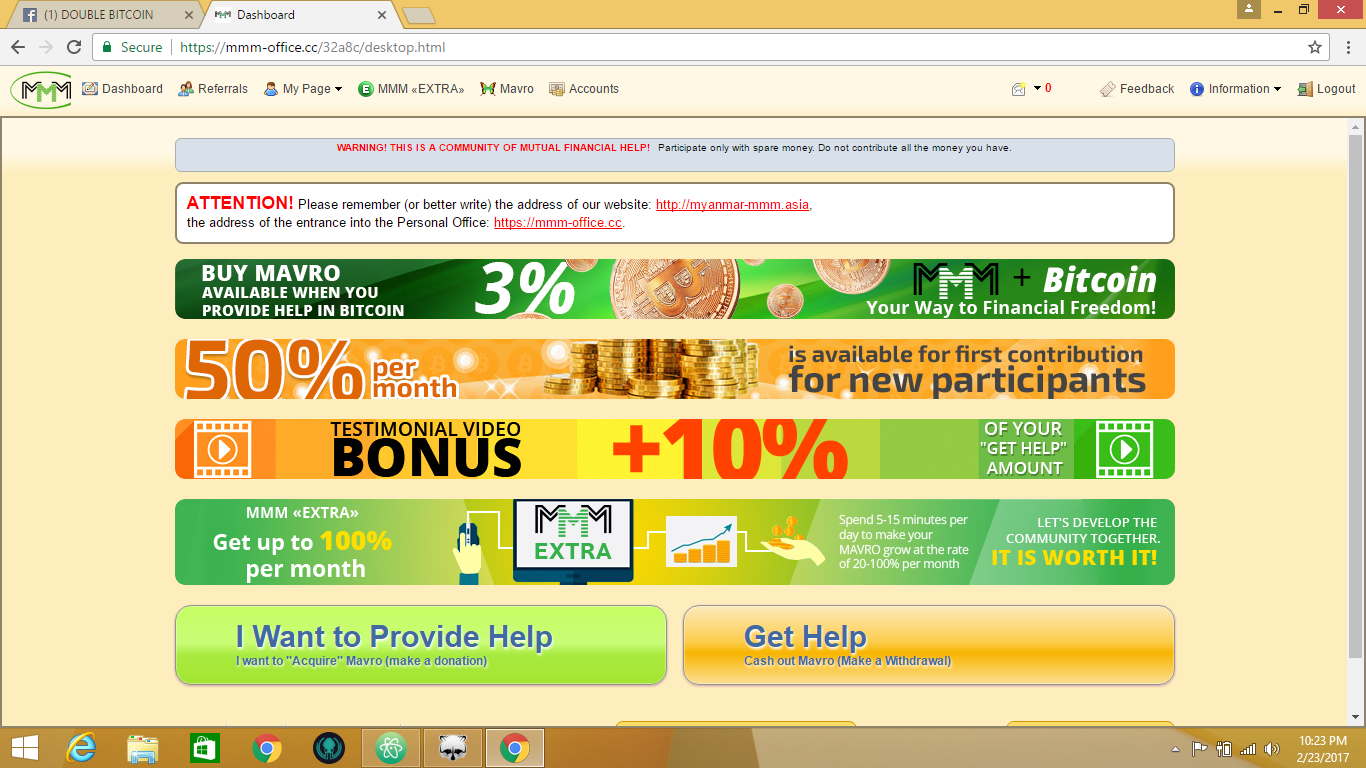 (1) DOUBLE BITCOIN
MMM Dashboard
Secure https://mmm-office.cc/32a8c/desktop.html
MMM Dashboard Referrals My Page E MMM «EXTRA» Mavro Accounts 0 Feedback Information Logout
WARNING! THIS IS A COMMUNITY OF MUTUAL FINANCIAL HELP! Participate only with spare money. Do not contribute all the money you have.
ATTENTION! Please remember (or better write) the address of our website: http://myanmar-mmm.asia,
the address of the entrance into the Personal Office: https://mmm-office.cc.
BUY MAVRO
AVAILABLE WHEN YOU
PROVIDE HELP IN BITCOIN
3%
MMM + Bitcoin
Your Way to Financial Freedom!
50% per
month
is available for first contribution
for new participants
TESTIMONIAL VIDEO
BONUS
+10%
OF YOUR
"GET HELP"
AMOUNT
MMM «EXTRA»
Get up to 100%
per month
MMM
EXTRA
Spend 5-15 minutes per
day to make your
MAVRO grow at the rate
of 20-100% per month
LET'S DEVELOP THE
COMMUNITY TOGETHER.
IT IS WORTH IT!
I Want to Provide Help
I want to "Acquire" Mavro (make a donation)
Get Help
Cash out Mavro (Make a Withdrawal)
10:23 PM
2/23/2017